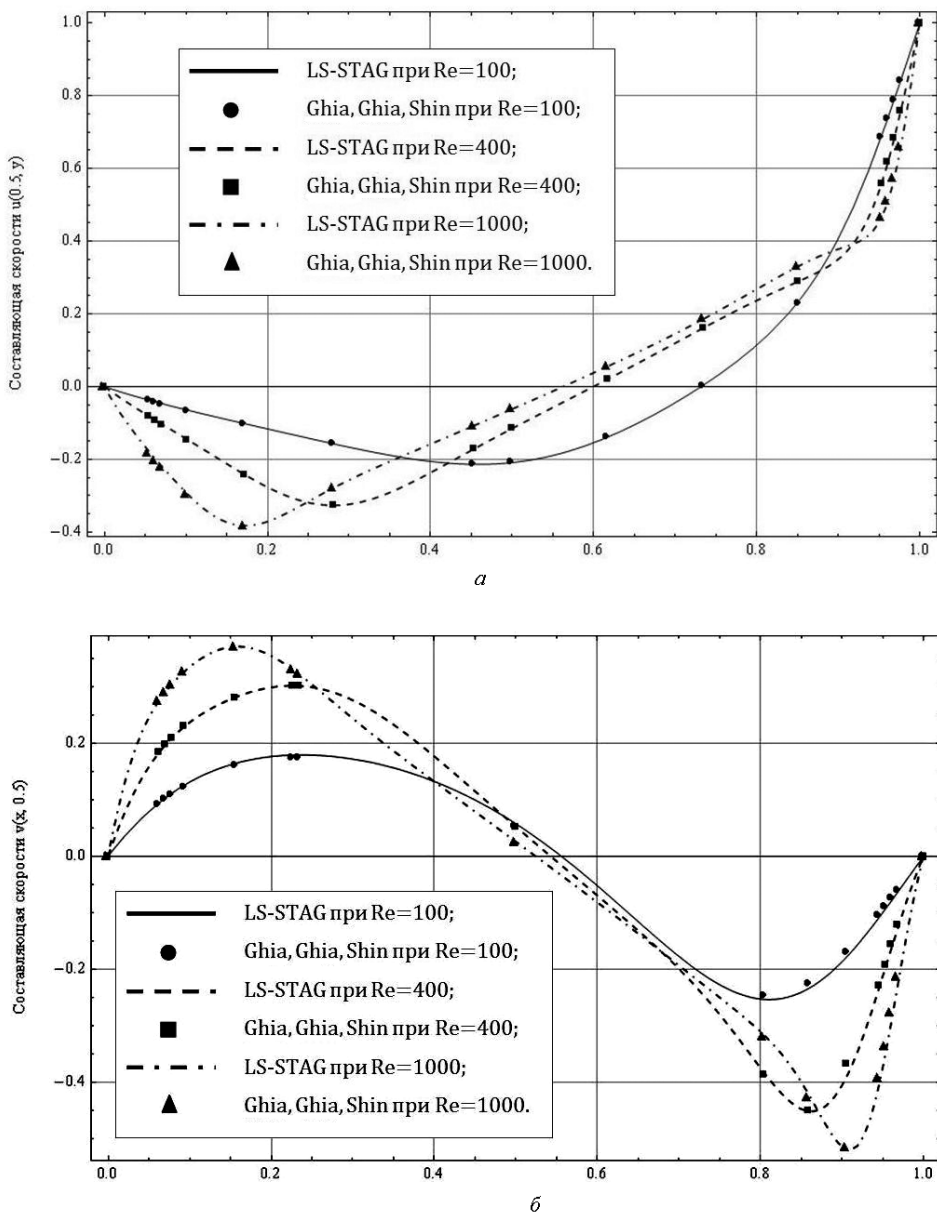 1.0
LS-STAG при Re=100;
Ghia, Ghia, Shin при Re=100;
LS-STAG при Re=400;
Ghia, Ghia, Shin при Re=400;
LS-STAG при Re=1000;
Ghia, Ghia, Shin при Re=1000.
0.8
0.6
0.4
0.2
0.0
−0.2
−0.4
Составляющая скорости u(0.5, y)
0.0 0.2 0.4 0.6 0.8 1.0
а
0.2
0.0
−0.2
−0.4
Составляющая скорости v(x, 0.5)
LS-STAG при Re=100;
Ghia, Ghia, Shin при Re=100;
LS-STAG при Re=400;
Ghia, Ghia, Shin при Re=400;
LS-STAG при Re=1000;
Ghia, Ghia, Shin при Re=1000.
0.0 0.2 0.4 0.6 0.8 1.0
б